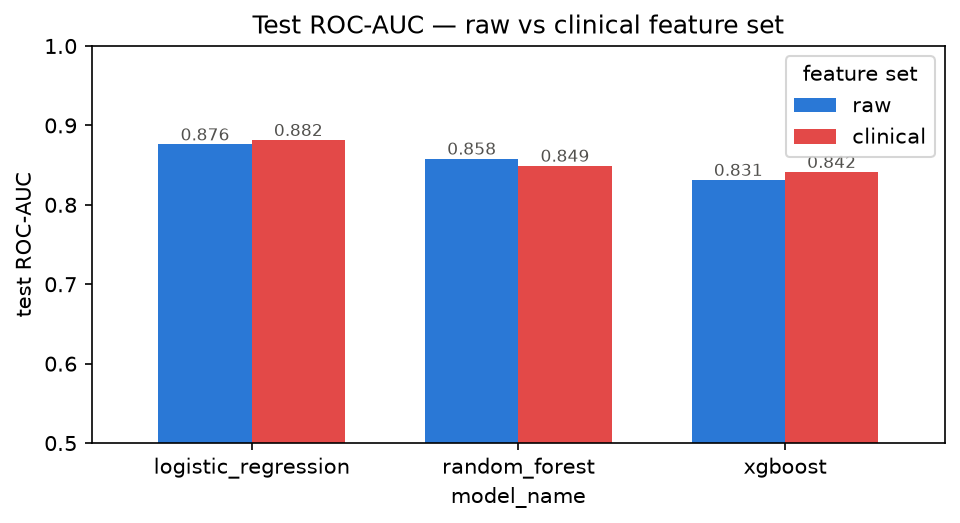 Test ROC-AUC — raw vs clinical feature set
test ROC-AUC
1.0
0.9
0.8
0.7
0.6
0.5
feature set
raw
clinical
0.876
0.882
0.858
0.849
0.831
0.842
logistic_regression
random_forest
xgboost
model_name